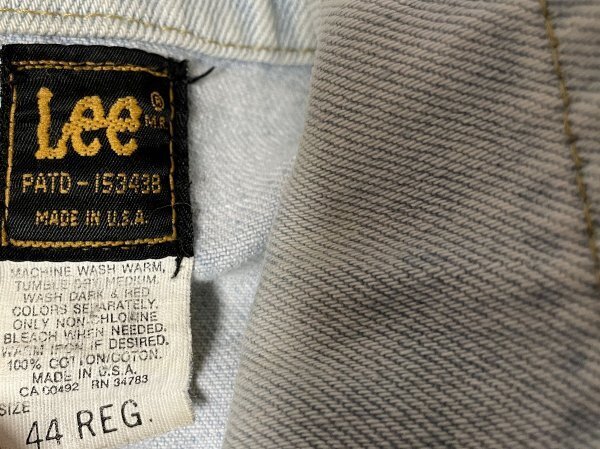 Lee ®
M.R.
PATD-153438
MADE IN U.S.A.
MACHINE WASH WARM,
TUMBLE DRY MEDIUM,
WASH DARK & RED
COLORS SEPARATELY.
ONLY NON-CHLORINE
BLEACH WHEN NEEDED.
WARM IRON IF DESIRED.
100% COTTON/COTON.
MADE IN U.S.A.
CA 00492 RN 34783
SIZE
44 REG.